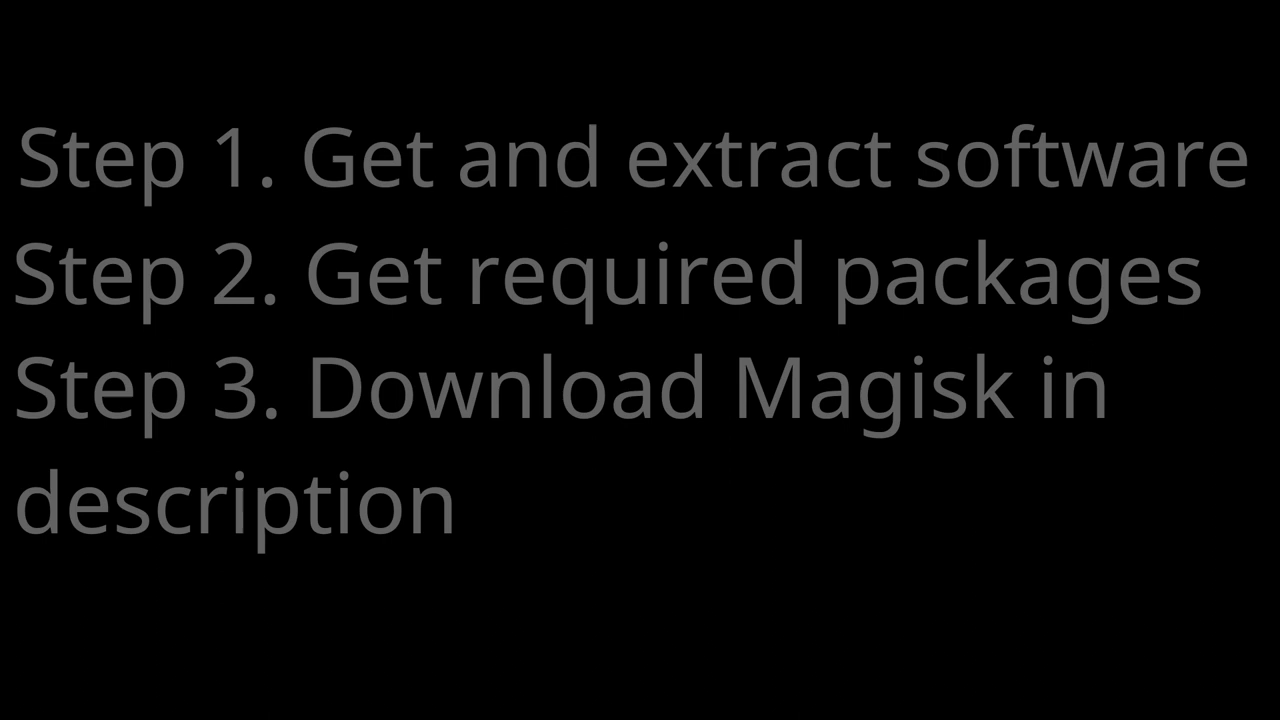 Step 1. Get and extract software
Step 2. Get required packages
Step 3. Download Magisk in
description